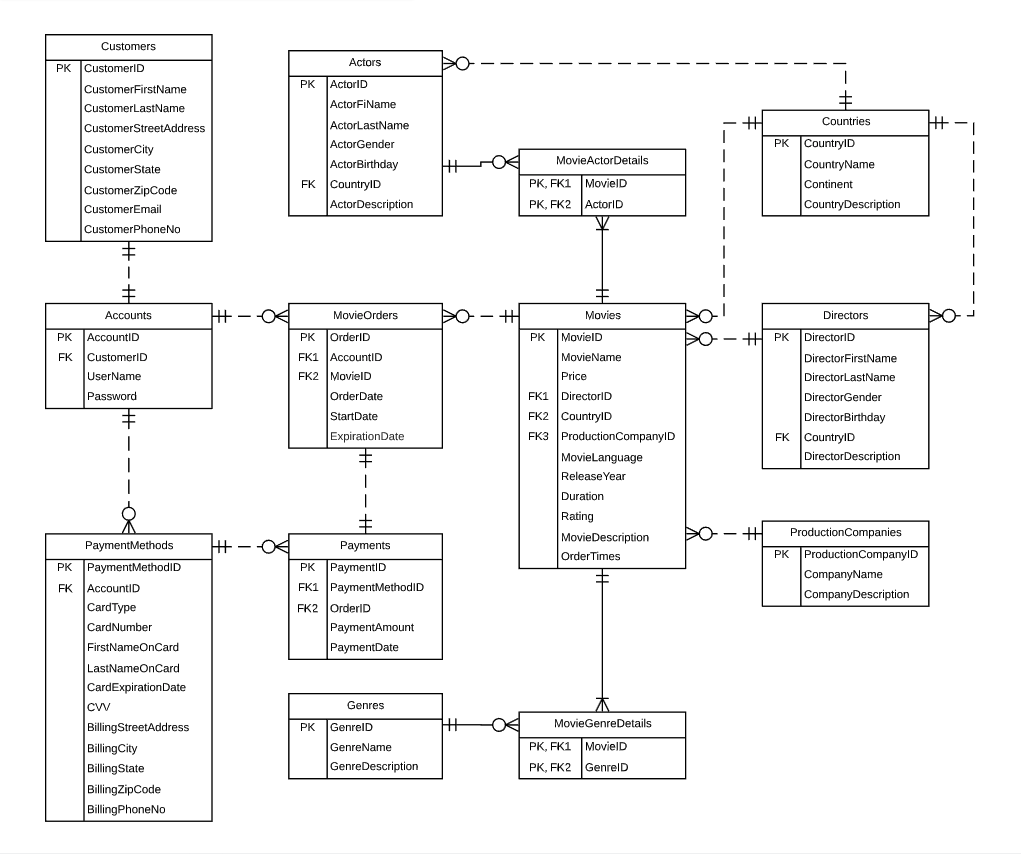 Customers
PK CustomerID
CustomerFirstName
CustomerLastName
CustomerStreetAddress
CustomerCity
CustomerState
CustomerZipCode
CustomerEmail
CustomerPhoneNo
Actors
PK ActorID
ActorFiName
ActorLastName
ActorGender
ActorBirthday
FK CountryID
ActorDescription
MovieActorDetails
PK, FK1 MovieID
PK, FK2 ActorID
Countries
PK CountryID
CountryName
Continent
CountryDescription
Accounts
PK AccountID
FK CustomerID
UserName
Password
MovieOrders
PK OrderID
FK1 AccountID
FK2 MovieID
OrderDate
StartDate
ExpirationDate
Movies
PK MovieID
MovieName
Price
FK1 DirectorID
FK2 CountryID
FK3 ProductionCompanyID
MovieLanguage
ReleaseYear
Duration
Rating
MovieDescription
OrderTimes
Directors
PK DirectorID
DirectorFirstName
DirectorLastName
DirectorGender
DirectorBirthday
FK CountryID
DirectorDescription
PaymentMethods
PK PaymentMethodID
FK AccountID
CardType
CardNumber
FirstNameOnCard
LastNameOnCard
CardExpirationDate
CVV
BillingStreetAddress
BillingCity
BillingState
BillingZipCode
BillingPhoneNo
Payments
PK PaymentID
FK1 PaymentMethodID
FK2 OrderID
PaymentAmount
PaymentDate
ProductionCompanies
PK ProductionCompanyID
CompanyName
CompanyDescription
Genres
PK GenreID
GenreName
GenreDescription
MovieGenreDetails
PK, FK1 MovieID
PK, FK2 GenreID